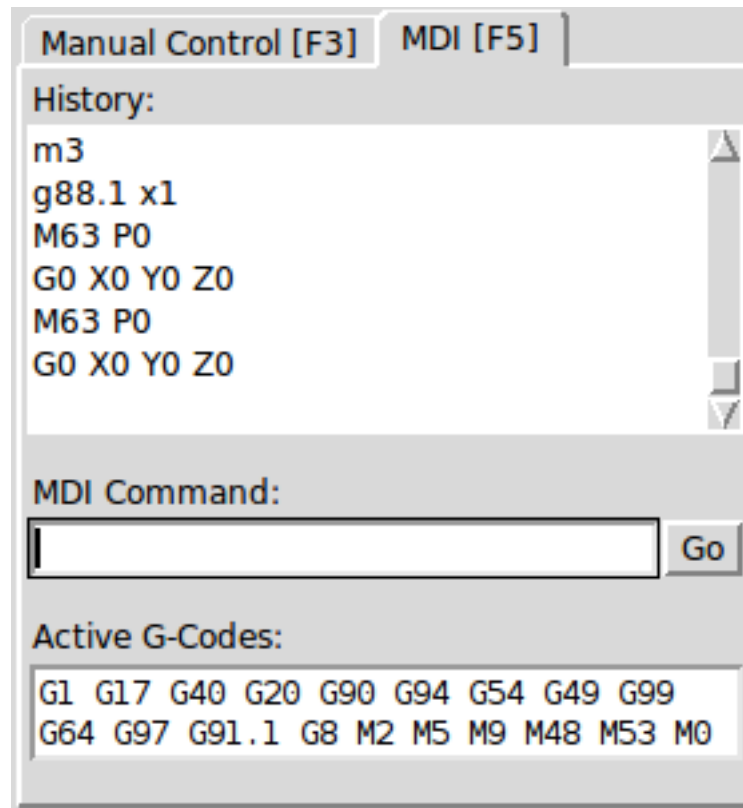 Manual Control [F3] MDI [F5]
History:
m3
g88.1 x1
M63 P0
G0 X0 Y0 Z0
M63 P0
G0 X0 Y0 Z0
MDI Command:
Go
Active G-Codes:
G1 G17 G40 G20 G90 G94 G54 G49 G99
G64 G97 G91.1 G8 M2 M5 M9 M48 M53 M0